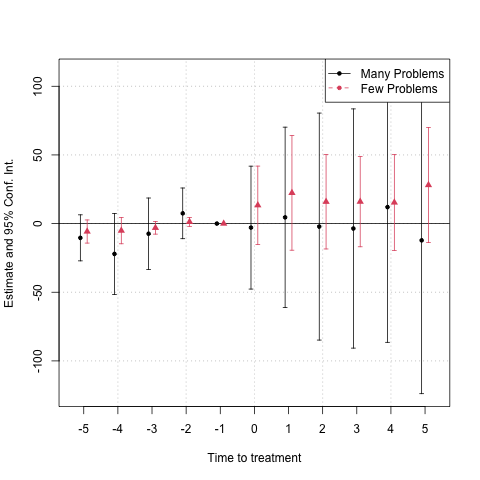 Many Problems
Few Problems
Estimate and 95% Conf. Int.
100
50
0
-50
-100
-5 -4 -3 -2 -1 0 1 2 3 4 5
Time to treatment